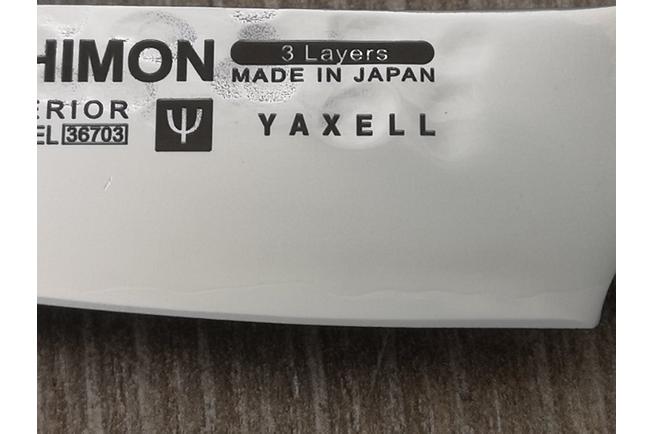 HIMON
3 Layers
MADE IN JAPAN
ERIOR
EL 36703
YAXELL